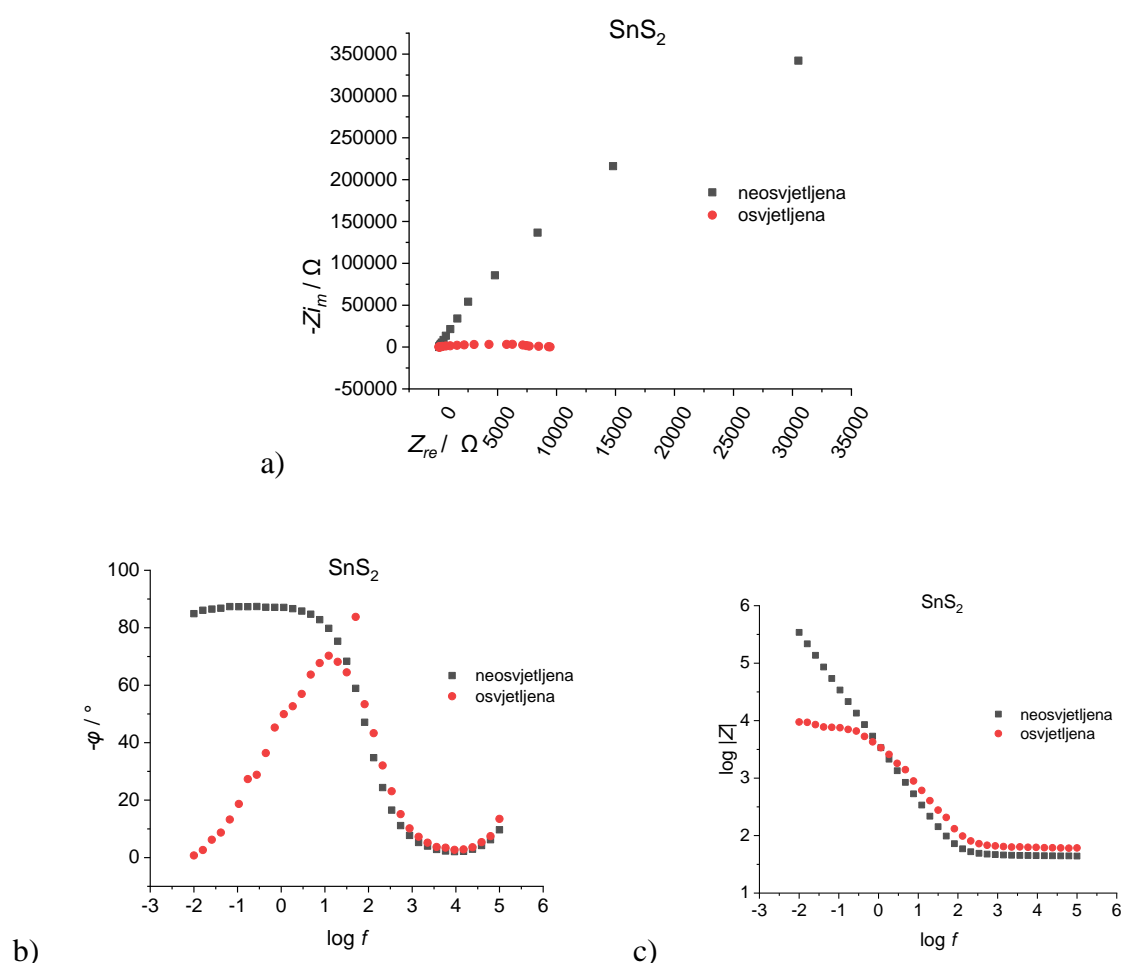 SnS₂
350000
300000
250000
200000
150000
100000
50000
0
-50000
-Zi_m / Ω
neosvjetljena
osvjetljena
0
5000
10000
15000
20000
25000
30000
35000
Z_re / Ω
a)
SnS₂
100
80
60
40
20
0
-φ / °
neosvjetljena
osvjetljena
-3 -2 -1 0 1 2 3 4 5 6
log f
b)
SnS₂
6
5
4
3
2
1
log |Z|
neosvjetljena
osvjetljena
-3 -2 -1 0 1 2 3 4 5 6
log f
c)